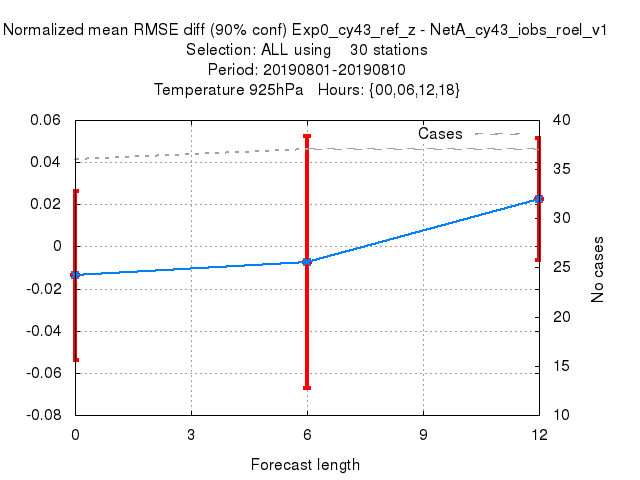 Normalized mean RMSE diff (90% conf) Exp0_cy43_ref_z - NetA_cy43_iobs_roel_v1
Selection: ALL using    30 stations
Period: 20190801-20190810
Temperature 925hPa   Hours: {00,06,12,18}
Cases
0.06
0.04
0.02
0
-0.02
-0.04
-0.06
-0.08
40
35
30
25
20
15
10
No cases
0 3 6 9 12
Forecast length